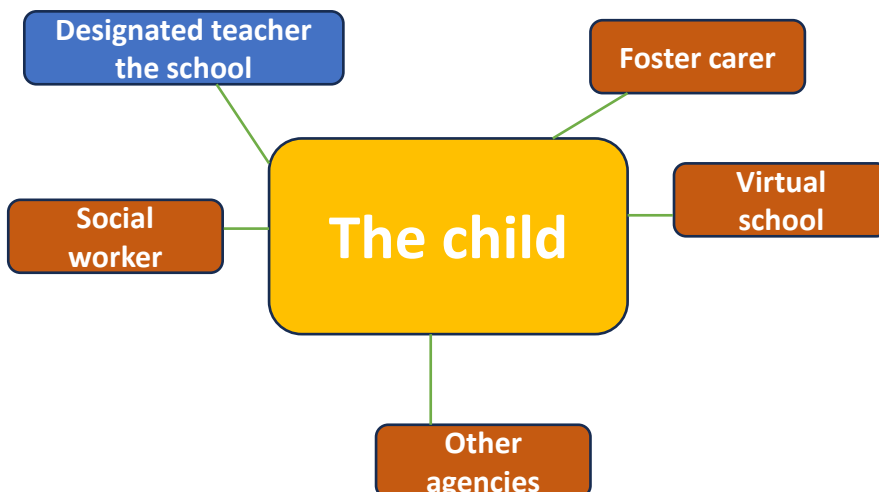 Designated teacher
the school
Foster carer
Virtual
school
Social
worker
The child
Other
agencies